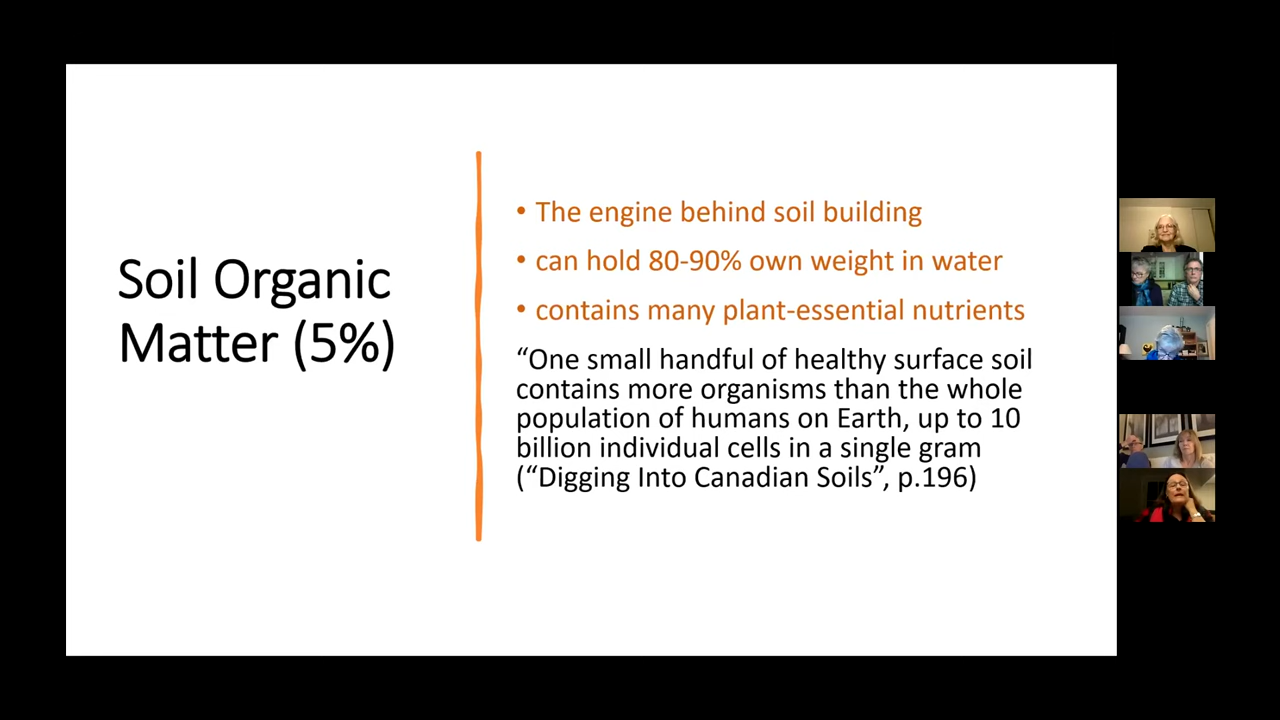 Soil Organic
Matter (5%)
• The engine behind soil building
• can hold 80-90% own weight in water
• contains many plant-essential nutrients
“One small handful of healthy surface soil
contains more organisms than the whole
population of humans on Earth, up to 10
billion individual cells in a single gram
(“Digging Into Canadian Soils”, p.196)